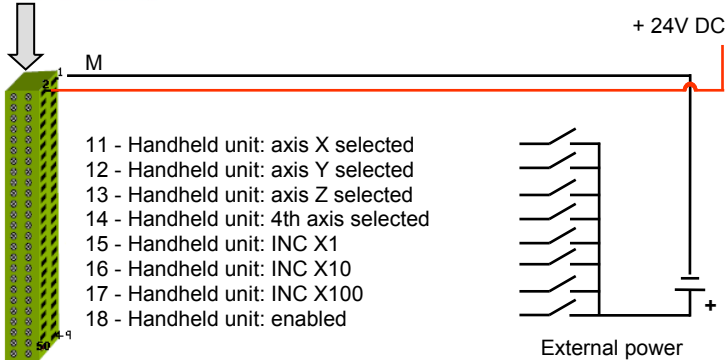 + 24V DC
M
1
2
11 - Handheld unit: axis X selected
12 - Handheld unit: axis Y selected
13 - Handheld unit: axis Z selected
14 - Handheld unit: 4th axis selected
15 - Handheld unit: INC X1
16 - Handheld unit: INC X10
17 - Handheld unit: INC X100
18 - Handheld unit: enabled
+
49
50
External power